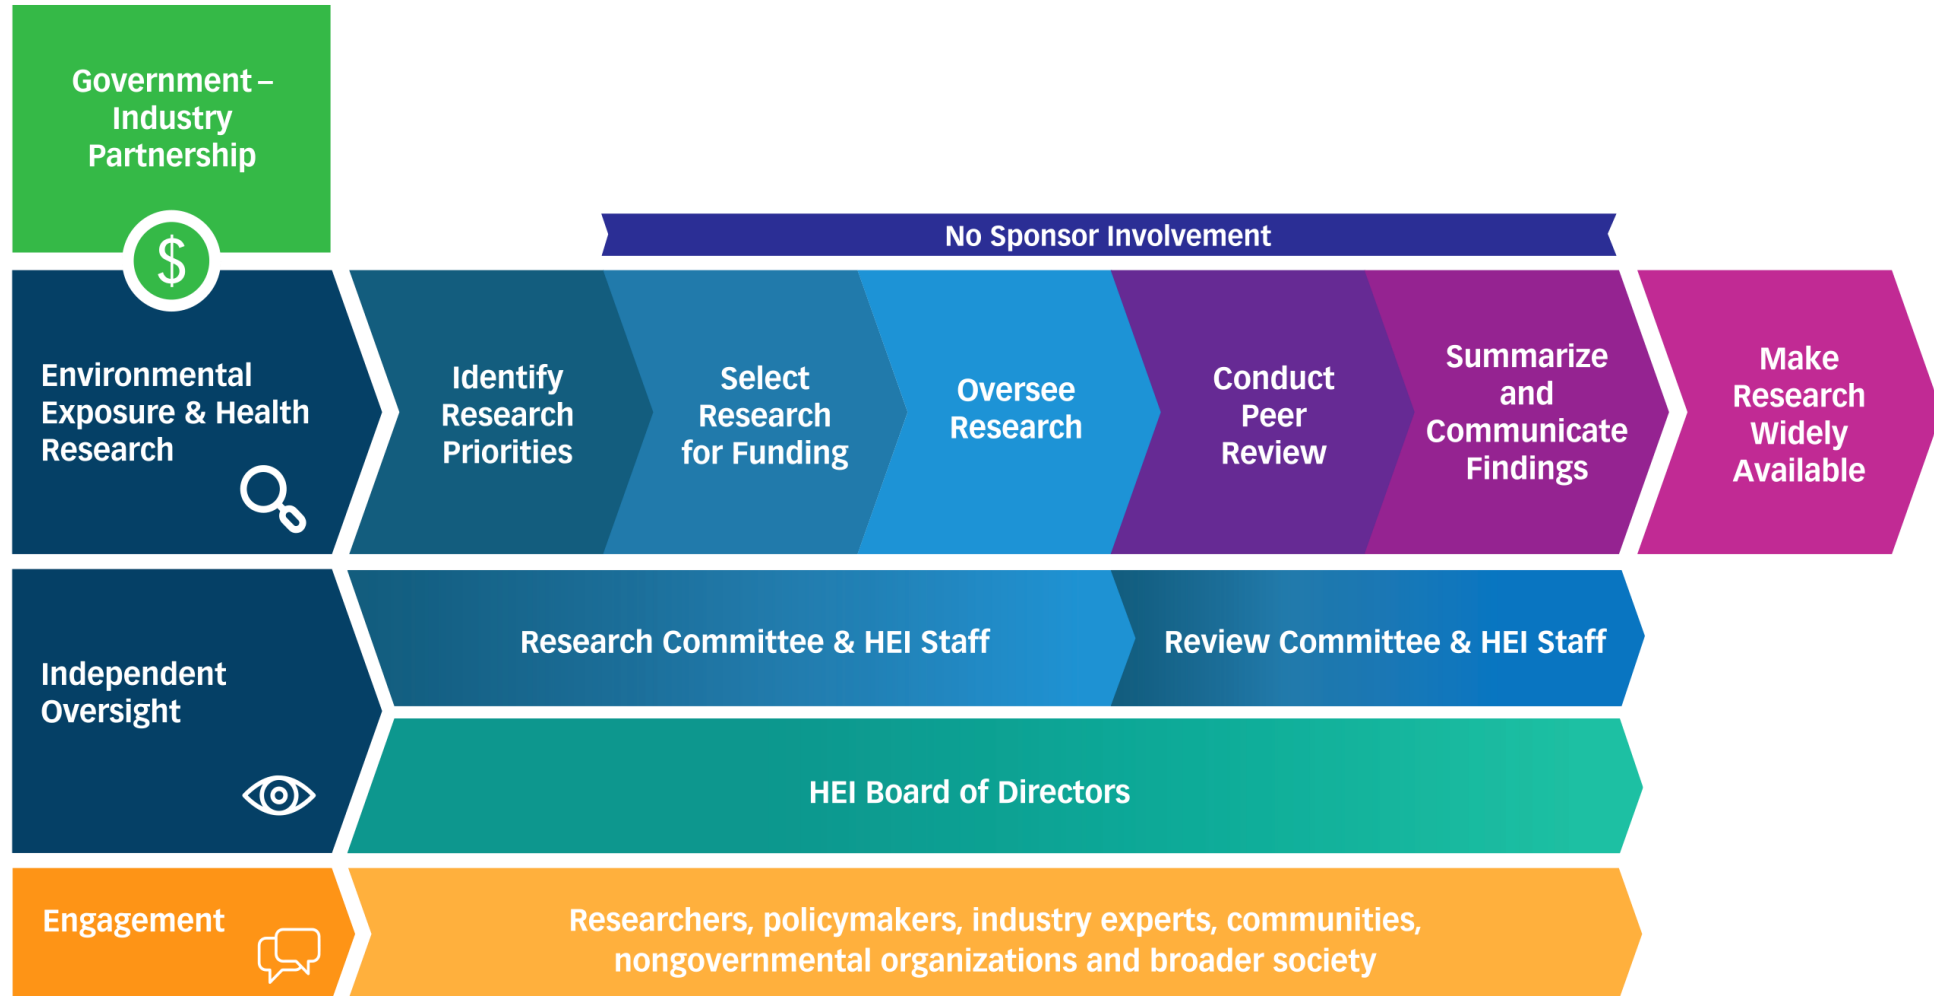 Government –
Industry
Partnership
$
No Sponsor Involvement
Environmental
Exposure & Health
Research
Identify
Research
Priorities
Select
Research
for Funding
Oversee
Research
Conduct
Peer
Review
Summarize
and
Communicate
Findings
Make
Research
Widely
Available
Independent
Oversight
Research Committee & HEI Staff
Review Committee & HEI Staff
HEI Board of Directors
Engagement
Researchers, policymakers, industry experts, communities,
nongovernmental organizations and broader society